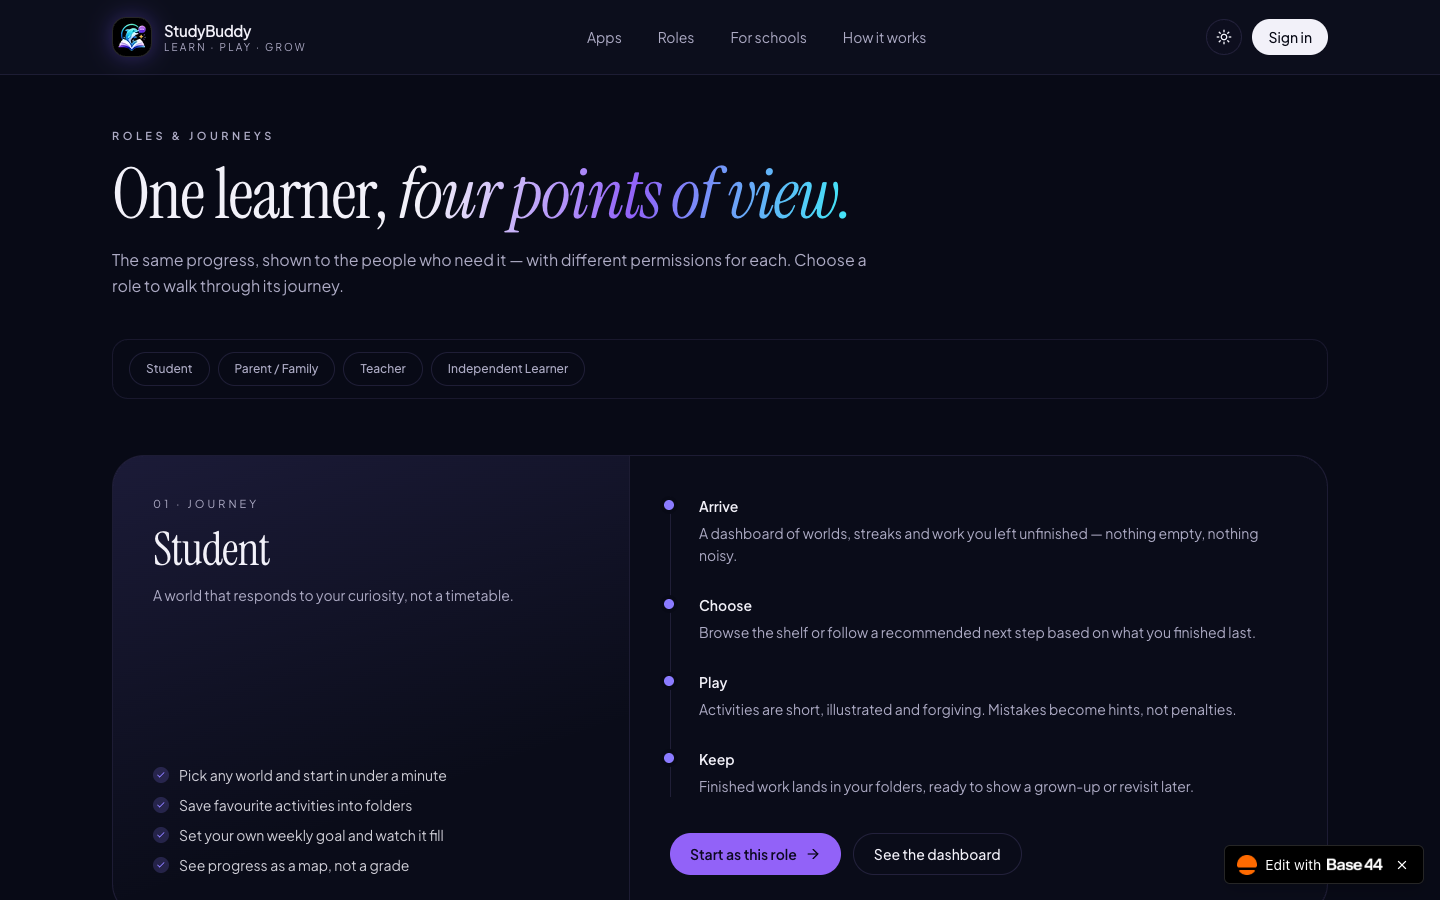 StudyBuddy
LEARN · PLAY · GROW
Apps
Roles
For schools
How it works
Sign in
ROLES & JOURNEYS
One learner, four points of view.
The same progress, shown to the people who need it — with different permissions for each. Choose a
role to walk through its journey.
Student
Parent / Family
Teacher
Independent Learner
01 · JOURNEY
Student
A world that responds to your curiosity, not a timetable.
Pick any world and start in under a minute
Save favourite activities into folders
Set your own weekly goal and watch it fill
See progress as a map, not a grade
Arrive
A dashboard of worlds, streaks and work you left unfinished — nothing empty, nothing
noisy.
Choose
Browse the shelf or follow a recommended next step based on what you finished last.
Play
Activities are short, illustrated and forgiving. Mistakes become hints, not penalties.
Keep
Finished work lands in your folders, ready to show a grown-up or revisit later.
Start as this role
See the dashboard
Edit with Base44